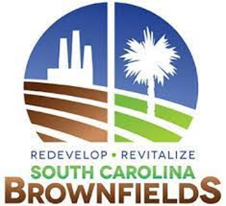 REDEVELOP • REVITALIZE
SOUTH CAROLINA
BROWNFIELDS